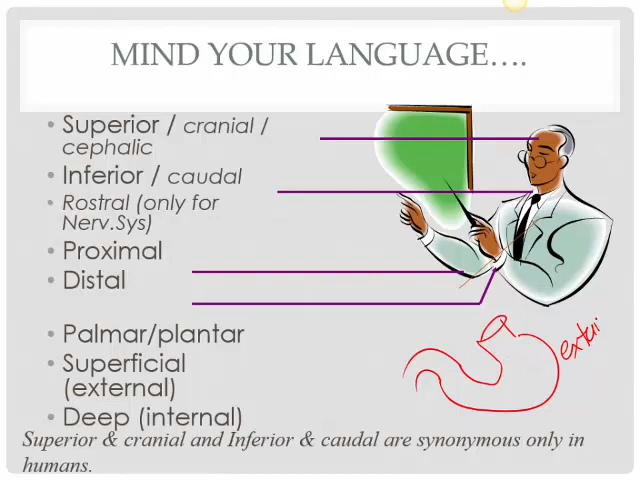 MIND YOUR LANGUAGE….
• Superior / cranial /
cephalic
• Inferior / caudal
• Rostral (only for
Nerv.Sys)
• Proximal
• Distal
• Palmar/plantar
• Superficial
(external)
• Deep (internal)
Superior & cranial and Inferior & caudal are synonymous only in
humans.